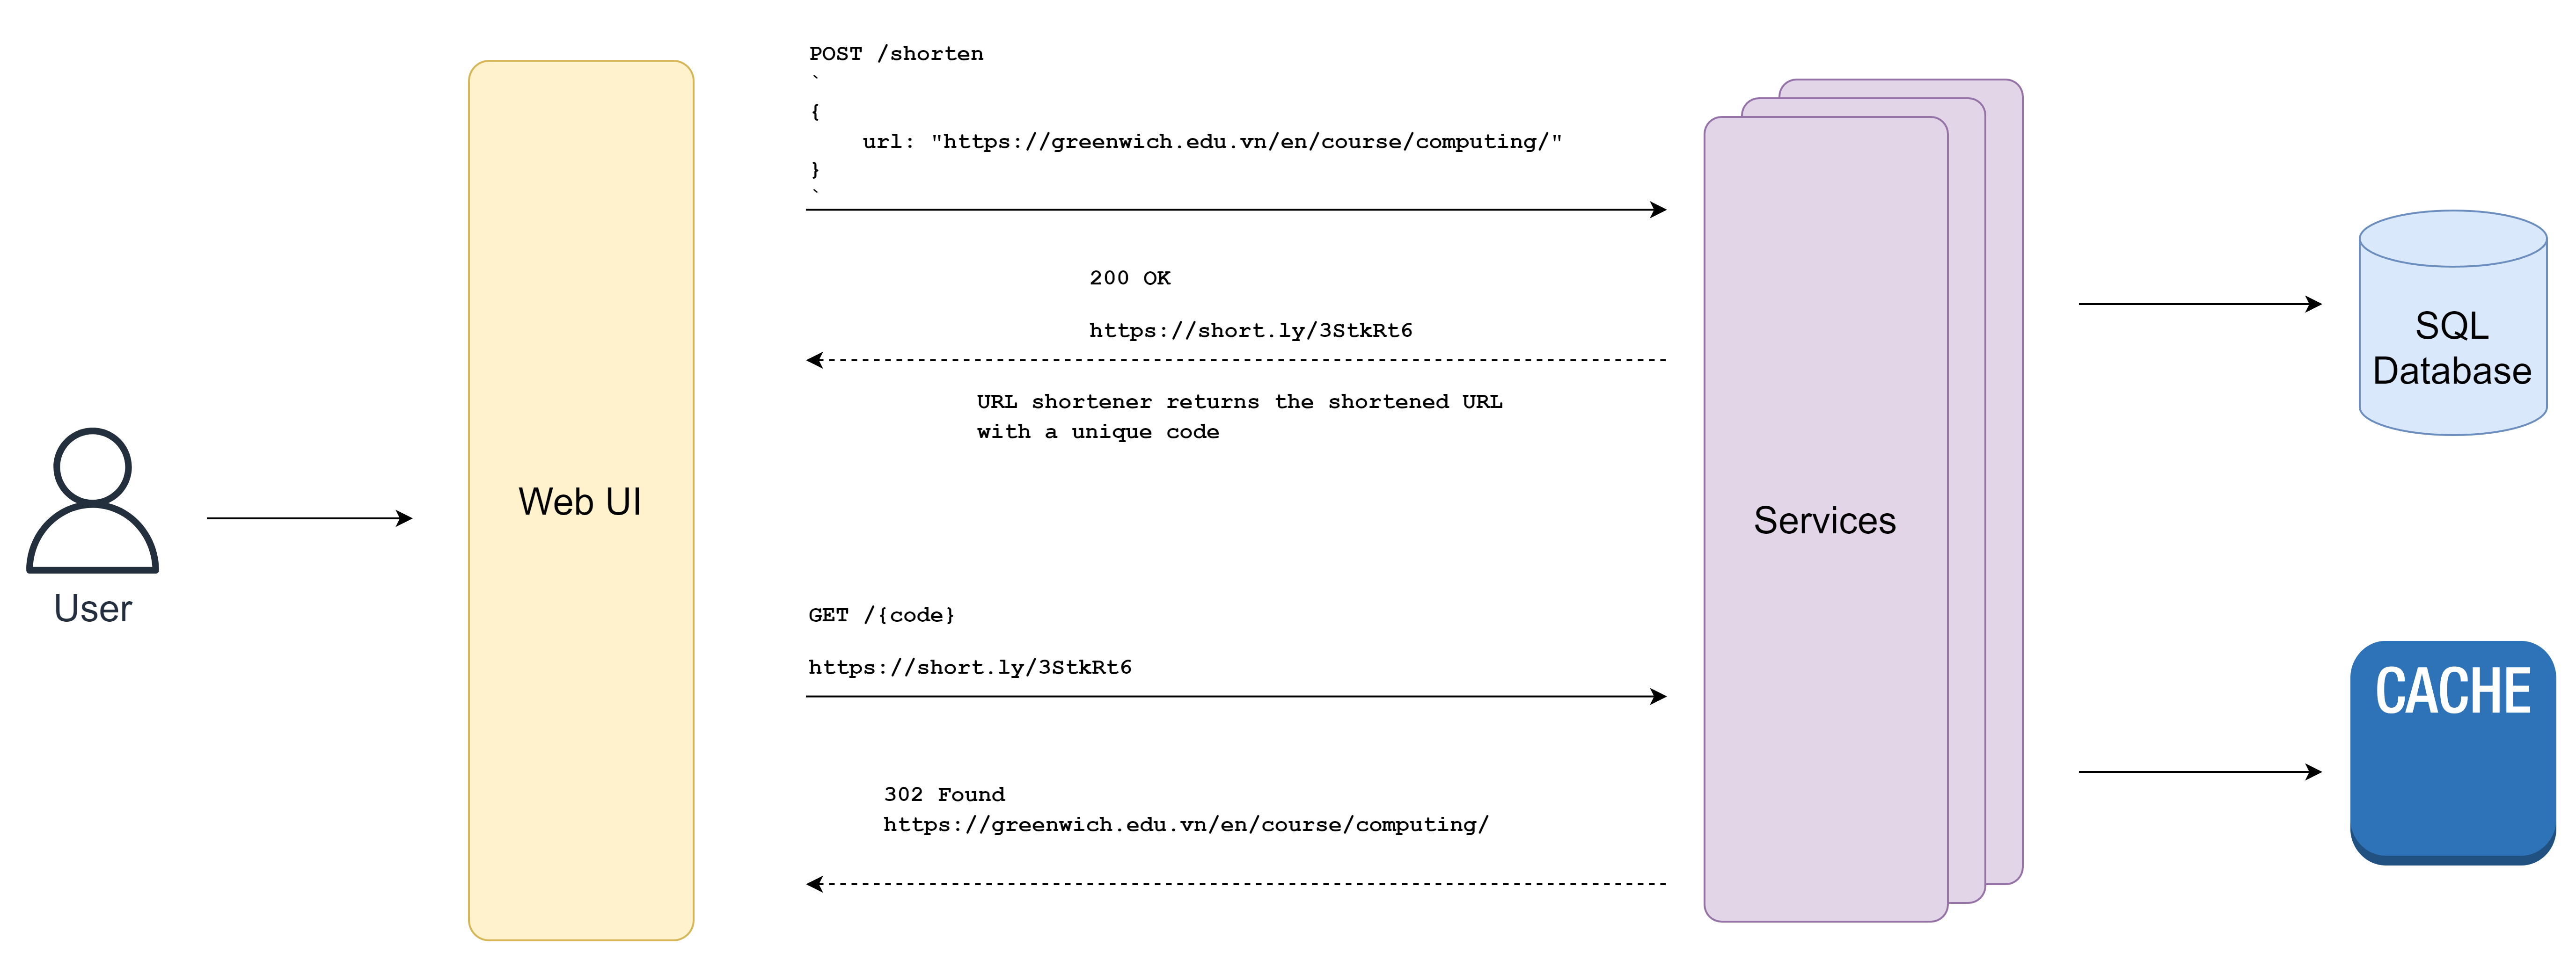 POST /shorten
`
{
    url: "https://greenwich.edu.vn/en/course/computing/"
}
`
200 OK
https://short.ly/3StkRt6
URL shortener returns the shortened URL
with a unique code
User
Web UI
Services
SQL
Database
GET /{code}
https://short.ly/3StkRt6
302 Found
https://greenwich.edu.vn/en/course/computing/
CACHE